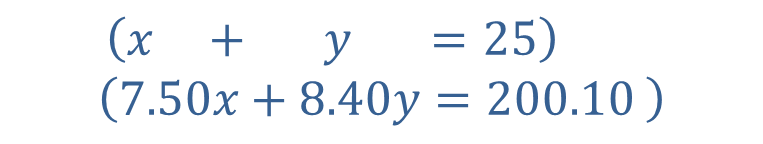 (x + y = 25)
(7.50x + 8.40y = 200.10 )